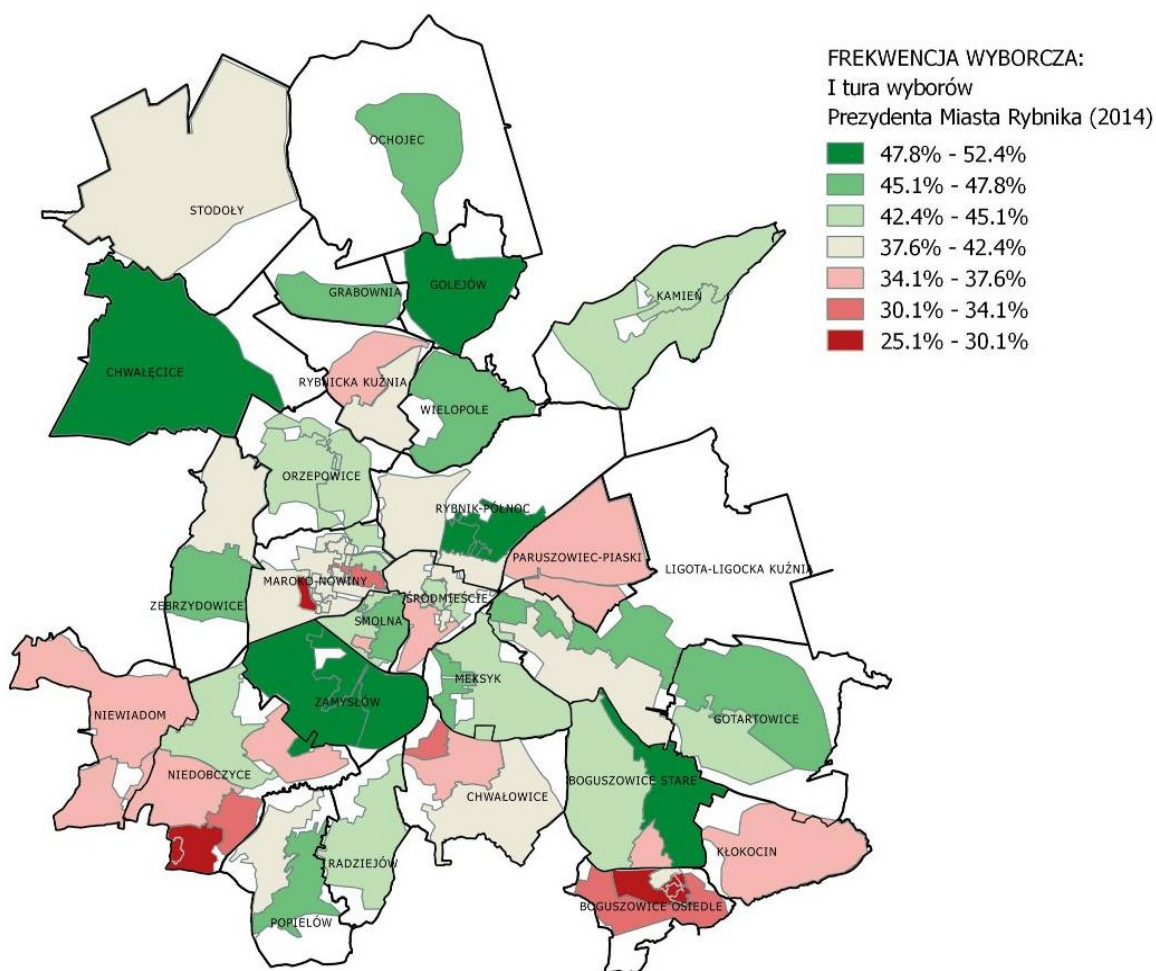 FREKWENCJA WYBORCZA:
I tura wyborów
Prezydenta Miasta Rybnika (2014)
47.8% - 52.4%
45.1% - 47.8%
42.4% - 45.1%
37.6% - 42.4%
34.1% - 37.6%
30.1% - 34.1%
25.1% - 30.1%
OCHOJEC
STODOŁY
GOLEJÓW
GRABOWNIA
KAMIEŃ
CHWAŁĘCICE
RYBNICKA KUŹNIA
WIELOPOLE
ORZEPOWICE
RYBNIK-PÓŁNOC
PARUSZOWIEC-PIASKI
LIGOTA-LIGOCKA KUŹNIA
MAROKO-NOWINY
ŚRÓDMIEŚCIE
ZEBRZYDOWICE
SMOLNA
MEKSYK
ZAMYSŁÓW
NIEWIADOM
GOTARTOWICE
NIEDOBCZYCE
BOGUSZOWICE STARE
CHWAŁOWICE
KŁOKOCIN
RADZIEJÓW
BOGUSZOWICE OSIEDLE
POPIELÓW